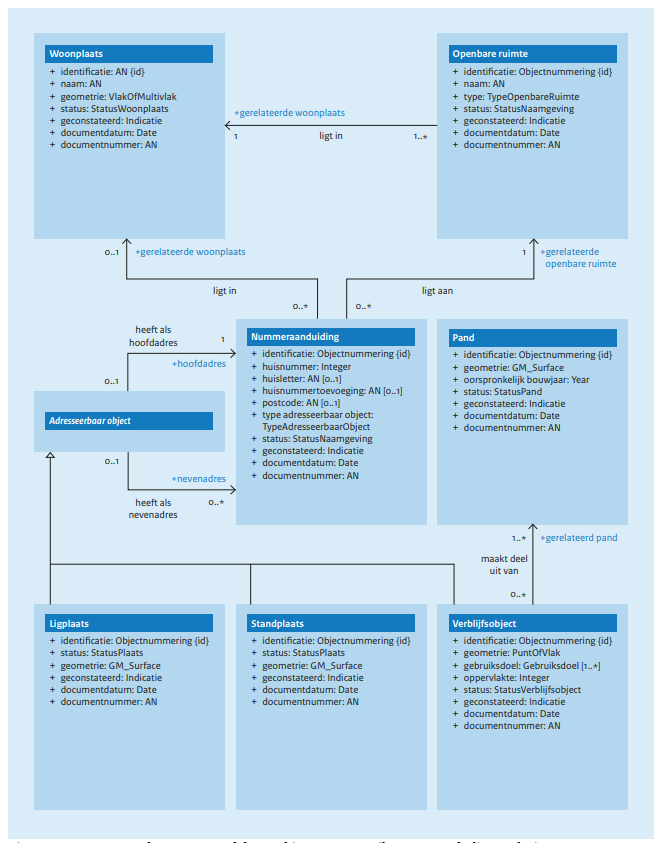 Woonplaats
+ identificatie: AN {id}
+ naam: AN
+ geometrie: VlakOfMultivlak
+ status: StatusWoonplaats
+ geconstateerd: Indicatie
+ documentdatum: Date
+ documentnummer: AN
Openbare ruimte
+ identificatie: Objectnummering {id}
+ naam: AN
+ type: TypeOpenbareRuimte
+ status: StatusNaamgeving
+ geconstateerd: Indicatie
+ documentdatum: Date
+ documentnummer: AN
+gerelateerde woonplaats
1
ligt in
1..*
0..1
+gerelateerde woonplaats
ligt in
0..*
1
+gerelateerde
openbare ruimte
ligt aan
0..*
heeft als
hoofdadres
1
+hoofdadres
0..1
Adresseerbaar object
0..1
+nevenadres
heeft als
nevenadres
0..*
Nummeraanduiding
+ identificatie: Objectnummering {id}
+ huisnummer: Integer
+ huisletter: AN [0..1]
+ huisnummertoevoeging: AN [0..1]
+ postcode: AN [0..1]
+ type adresseerbaar object:
TypeAdresseerbaarObject
+ status: StatusNaamgeving
+ geconstateerd: Indicatie
+ documentdatum: Date
+ documentnummer: AN
Pand
+ identificatie: Objectnummering {id}
+ geometrie: GM_Surface
+ oorspronkelijk bouwjaar: Year
+ status: StatusPand
+ geconstateerd: Indicatie
+ documentdatum: Date
+ documentnummer: AN
1..*
+gerelateerd pand
maakt deel
uit van
0..*
Ligplaats
+ identificatie: Objectnummering {id}
+ status: StatusPlaats
+ geometrie: GM_Surface
+ geconstateerd: Indicatie
+ documentdatum: Date
+ documentnummer: AN
Standplaats
+ identificatie: Objectnummering {id}
+ status: StatusPlaats
+ geometrie: GM_Surface
+ geconstateerd: Indicatie
+ documentdatum: Date
+ documentnummer: AN
Verblijfsobject
+ identificatie: Objectnummering {id}
+ geometrie: PuntOfVlak
+ gebruiksdoel: Gebruiksdoel [1..*]
+ oppervlakte: Integer
+ status: StatusVerblijfsobject
+ geconstateerd: Indicatie
+ documentdatum: Date
+ documentnummer: AN